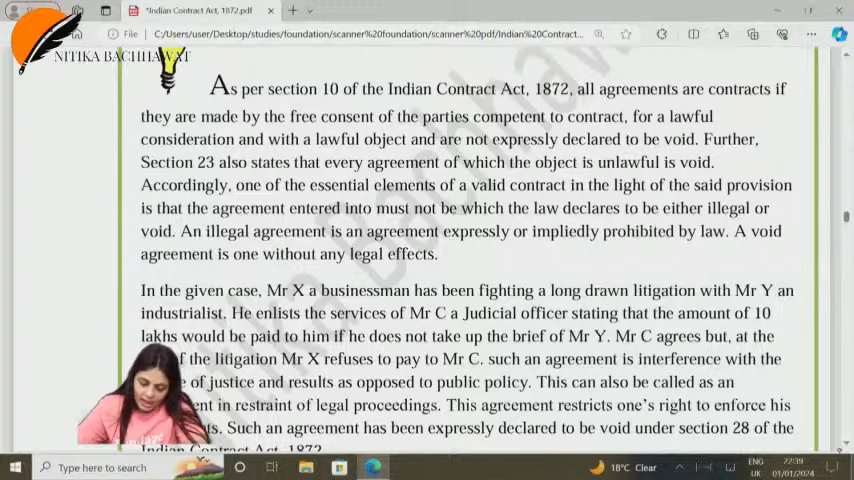 *Indian Contract Act, 1872.pdf
File
C:/Users/user/Desktop/studies/foundation/scanner%20foundation/scanner%20pdf/Indian%20Contract...
NITIKA BACHHAWAT
As per section 10 of the Indian Contract Act, 1872, all agreements are contracts if
they are made by the free consent of the parties competent to contract, for a lawful
consideration and with a lawful object and are not expressly declared to be void. Further,
Section 23 also states that every agreement of which the object is unlawful is void.
Accordingly, one of the essential elements of a valid contract in the light of the said provision
is that the agreement entered into must not be which the law declares to be either illegal or
void. An illegal agreement is an agreement expressly or impliedly prohibited by law. A void
agreement is one without any legal effects.
In the given case, Mr X a businessman has been fighting a long drawn litigation with Mr Y an
industrialist. He enlists the services of Mr C a Judicial officer stating that the amount of 10
lakhs would be paid to him if he does not take up the brief of Mr Y. Mr C agrees but, at the
of the litigation Mr X refuses to pay to Mr C. such an agreement is interference with the
of justice and results as opposed to public policy. This can also be called as an
in restraint of legal proceedings. This agreement restricts one's right to enforce his
Such an agreement has been expressly declared to be void under section 28 of the
Indian Contract Act, 1872
Nitika Bachhawat
Type here to search
18°C Clear
ENG
UK
22:39
01/01/2024